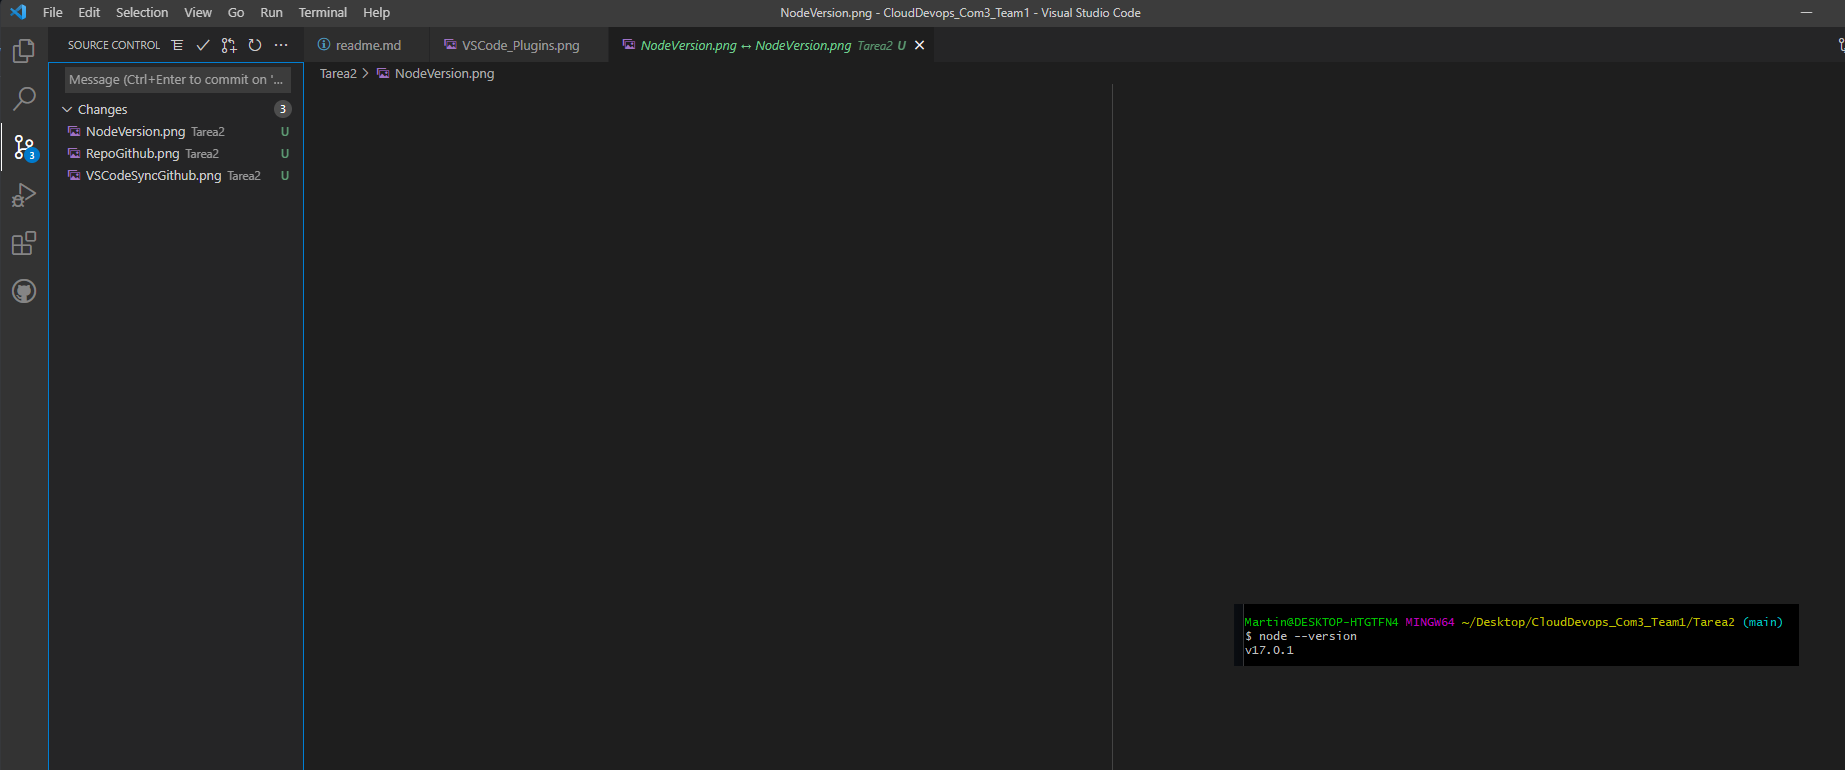 File Edit Selection View Go Run Terminal Help
NodeVersion.png - CloudDevops_Com3_Team1 - Visual Studio Code
SOURCE CONTROL
readme.md
VSCode_Plugins.png
NodeVersion.png ↔ NodeVersion.png Tarea2 U
Message (Ctrl+Enter to commit on '...
Tarea2 > NodeVersion.png
Changes 3
NodeVersion.png Tarea2 U
RepoGithub.png Tarea2 U
VSCodeSyncGithub.png Tarea2 U
3
Martin@DESKTOP-HTGTFN4 MINGW64 ~/Desktop/CloudDevops_Com3_Team1/Tarea2 (main)
$ node --version
v17.0.1